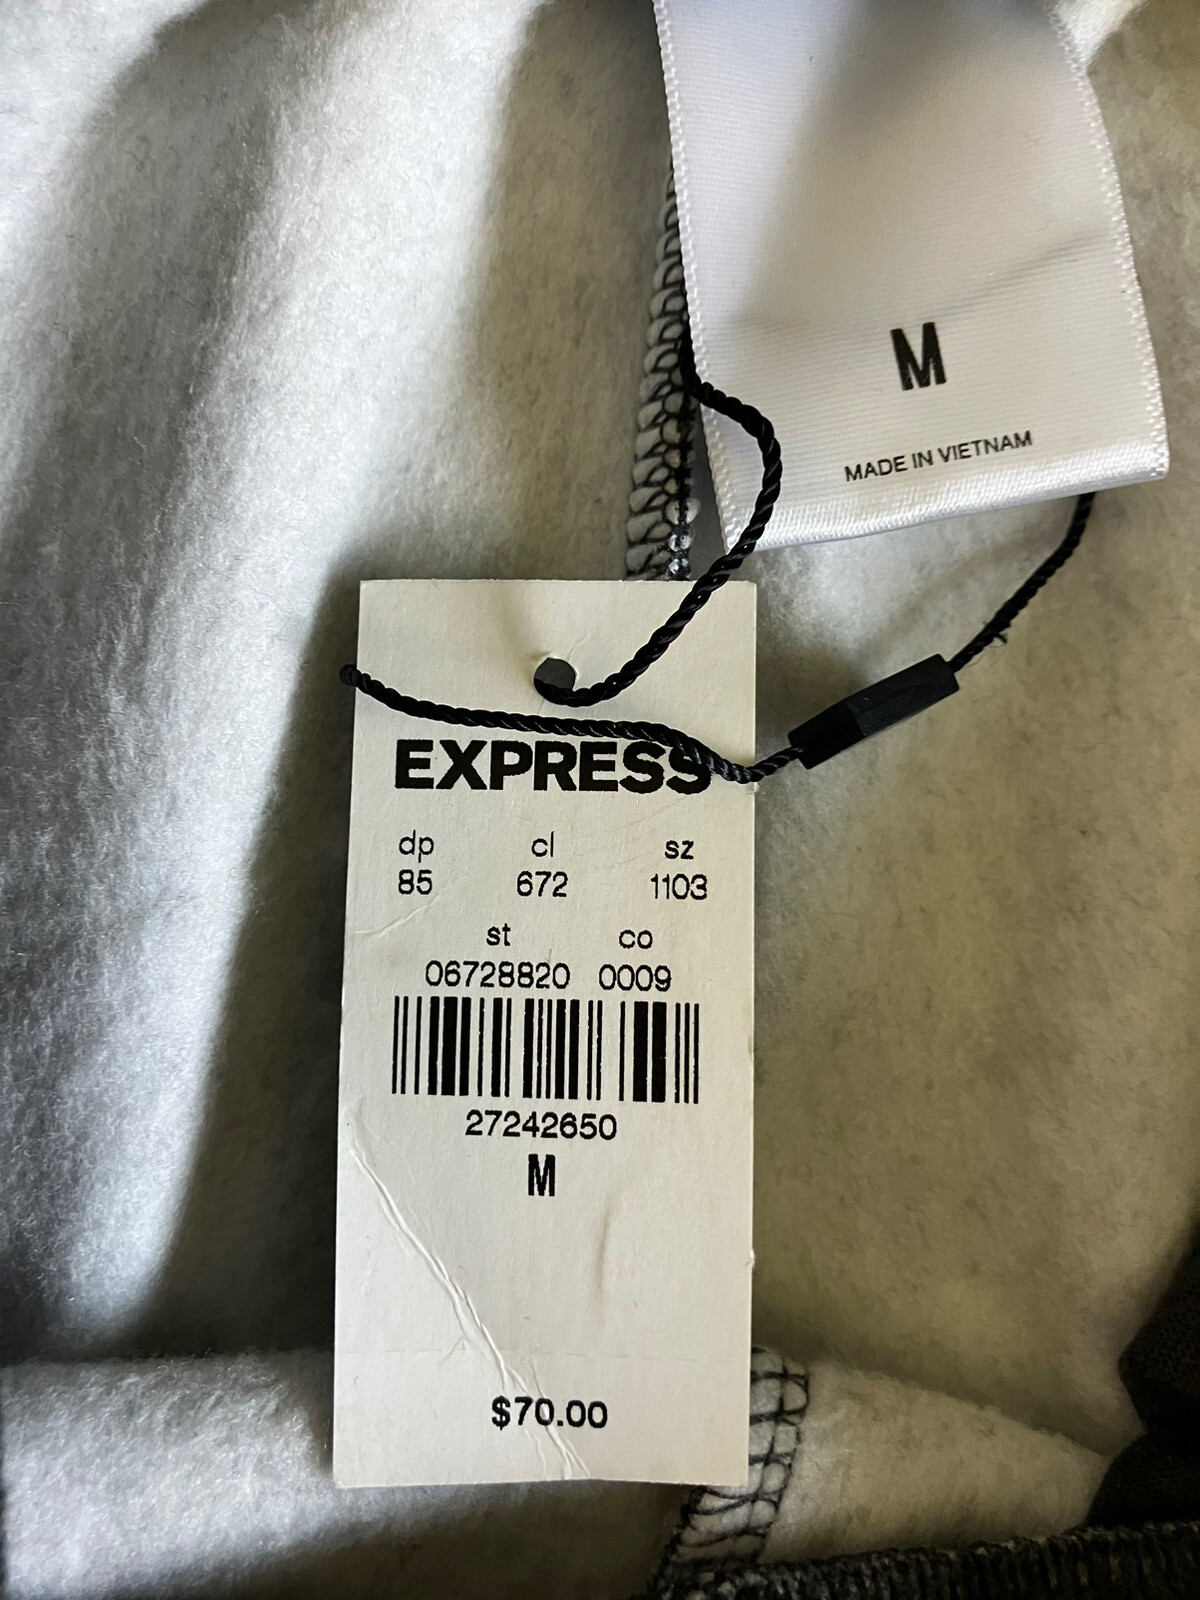 M
MADE IN VIETNAM
EXPRESS
dp cl sz
85 672 1103
st co
06728820 0009
27242650
M
$70.00